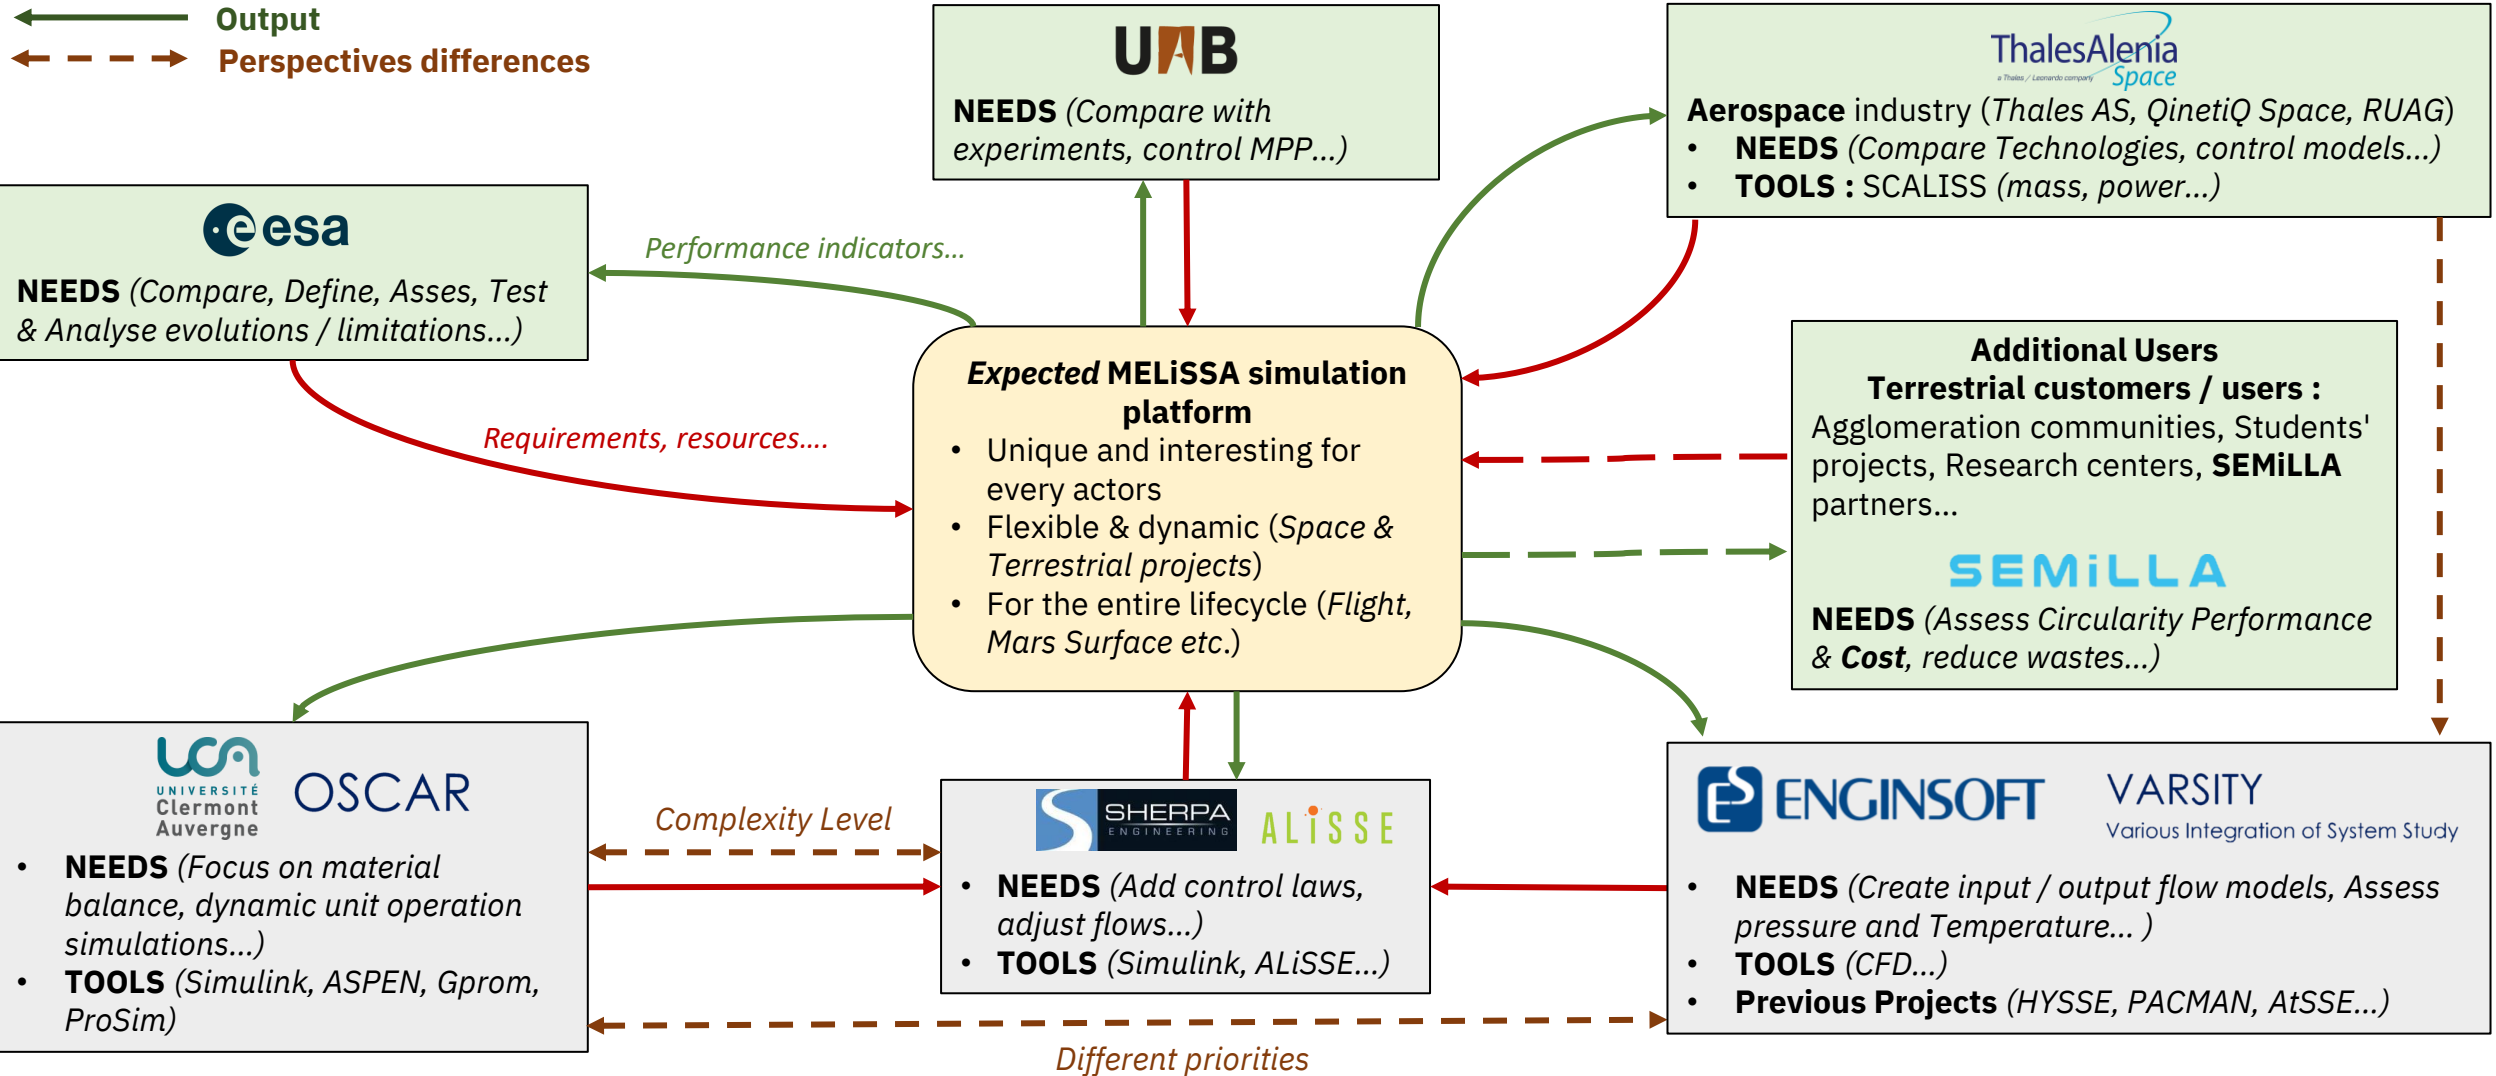 Output
Perspectives differences
UAB
NEEDS (Compare with
experiments, control MPP...)
ThalesAlenia
a Thales / Leonardo company
Space
Aerospace industry (Thales AS, QinetiQ Space, RUAG)
• NEEDS (Compare Technologies, control models...)
• TOOLS : SCALISS (mass, power...)
esa
NEEDS (Compare, Define, Asses, Test
& Analyse evolutions / limitations...)
Performance indicators...
Requirements, resources....
Expected MELiSSA simulation
platform
• Unique and interesting for
every actors
• Flexible & dynamic (Space &
Terrestrial projects)
• For the entire lifecycle (Flight,
Mars Surface etc.)
Additional Users
Terrestrial customers / users :
Agglomeration communities, Students'
projects, Research centers, SEMiLLA
partners...
SEMiLLA
NEEDS (Assess Circularity Performance
& Cost, reduce wastes...)
uca
UNIVERSITÉ
Clermont
Auvergne
OSCAR
• NEEDS (Focus on material
balance, dynamic unit operation
simulations...)
• TOOLS (Simulink, ASPEN, Gprom,
ProSim)
Complexity Level
SHERPA
ENGINEERING
ALiSSE
• NEEDS (Add control laws,
adjust flows...)
• TOOLS (Simulink, ALiSSE...)
ES ENGINSOFT
VARSITY
Various Integration of System Study
• NEEDS (Create input / output flow models, Assess
pressure and Temperature... )
• TOOLS (CFD...)
• Previous Projects (HYSSE, PACMAN, AtSSE...)
Different priorities